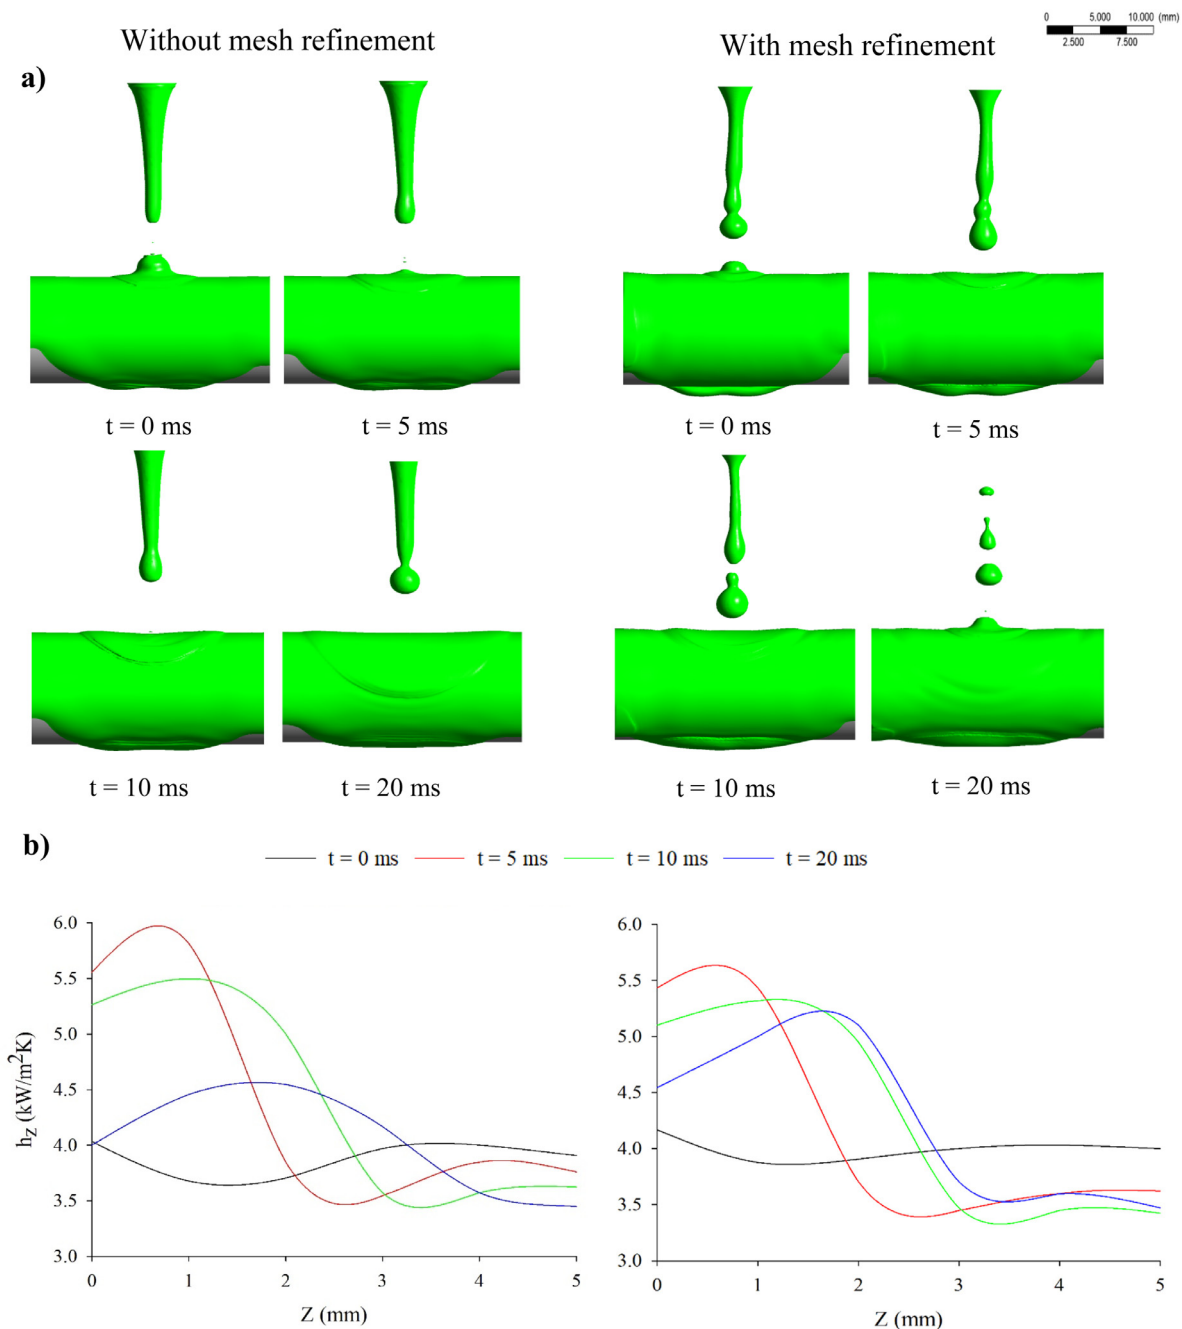 Without mesh refinement
With mesh refinement
0 5.000 10.000 (mm)
2.500 7.500
a)
t = 0 ms
t = 5 ms
t = 0 ms
t = 5 ms
t = 10 ms
t = 20 ms
t = 10 ms
t = 20 ms
b)
t = 0 ms t = 5 ms t = 10 ms t = 20 ms
6.0
5.5
5.0
4.5
4.0
3.5
3.0
h_Z (kW/m²K)
0 1 2 3 4 5
Z (mm)
6.0
5.5
5.0
4.5
4.0
3.5
3.0
0 1 2 3 4 5
Z (mm)